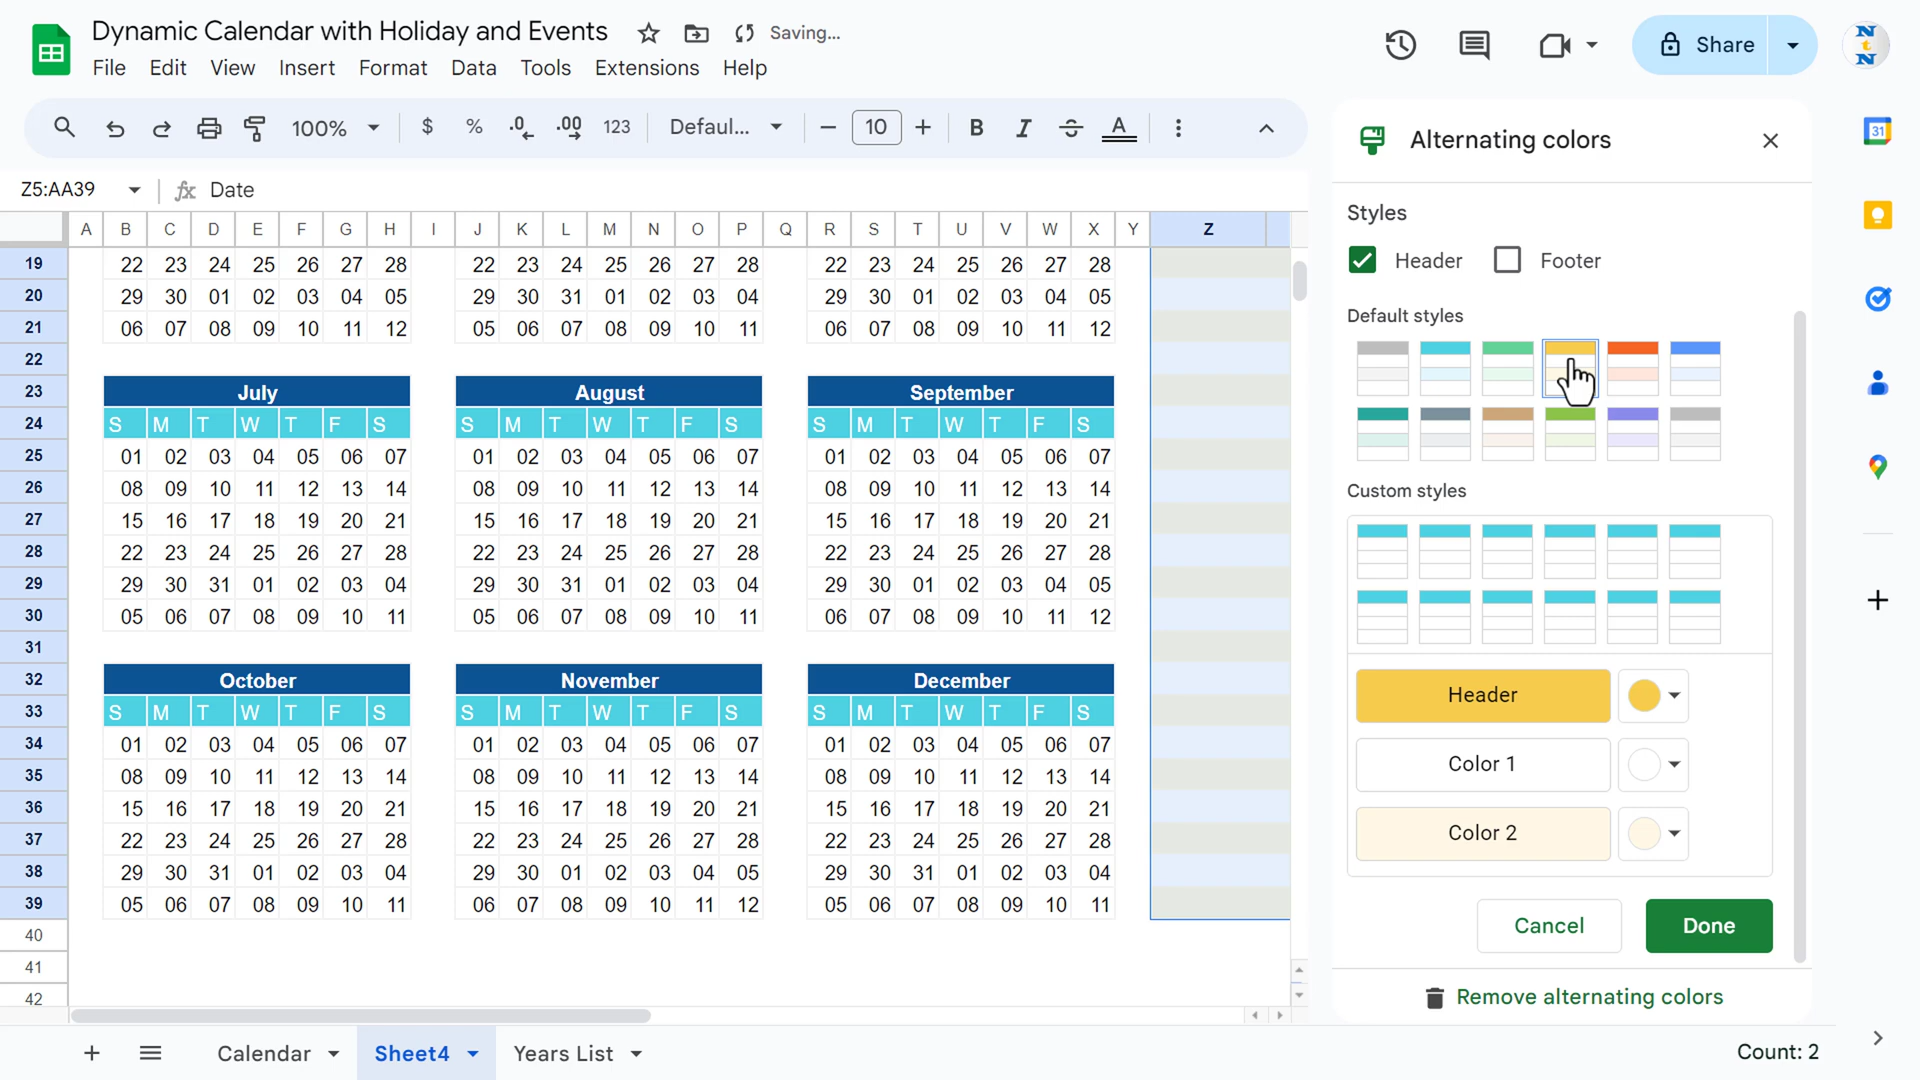 Dynamic Calendar with Holiday and Events Saving...
File Edit View Insert Format Data Tools Extensions Help
Share
N t N
100% $ % .0 .00 123 Defaul... − 10 + B I S A
31
Alternating colors
Z5:AA39 fx Date
A B C D E F G H I J K L M N O P Q R S T U V W X Y Z
Styles
Header Footer
Default styles
19 22 23 24 25 26 27 28 22 23 24 25 26 27 28 22 23 24 25 26 27 28
20 29 30 01 02 03 04 05 29 30 31 01 02 03 04 29 30 01 02 03 04 05
21 06 07 08 09 10 11 12 05 06 07 08 09 10 11 06 07 08 09 10 11 12
22
23 July August September
24 S M T W T F S S M T W T F S S M T W T F S
25 01 02 03 04 05 06 07 01 02 03 04 05 06 07 01 02 03 04 05 06 07
26 08 09 10 11 12 13 14 08 09 10 11 12 13 14 08 09 10 11 12 13 14
27 15 16 17 18 19 20 21 15 16 17 18 19 20 21 15 16 17 18 19 20 21
28 22 23 24 25 26 27 28 22 23 24 25 26 27 28 22 23 24 25 26 27 28
29 29 30 31 01 02 03 04 29 30 31 01 02 03 04 29 30 01 02 03 04 05
30 05 06 07 08 09 10 11 05 06 07 08 09 10 11 06 07 08 09 10 11 12
31
32 October November December
33 S M T W T F S S M T W T F S S M T W T F S
34 01 02 03 04 05 06 07 01 02 03 04 05 06 07 01 02 03 04 05 06 07
35 08 09 10 11 12 13 14 08 09 10 11 12 13 14 08 09 10 11 12 13 14
36 15 16 17 18 19 20 21 15 16 17 18 19 20 21 15 16 17 18 19 20 21
37 22 23 24 25 26 27 28 22 23 24 25 26 27 28 22 23 24 25 26 27 28
38 29 30 31 01 02 03 04 29 30 01 02 03 04 05 29 30 31 01 02 03 04
39 05 06 07 08 09 10 11 06 07 08 09 10 11 12 05 06 07 08 09 10 11
40
41
42
Custom styles
Header
Color 1
Color 2
Cancel Done
Remove alternating colors
Calendar Sheet4 Years List Count: 2